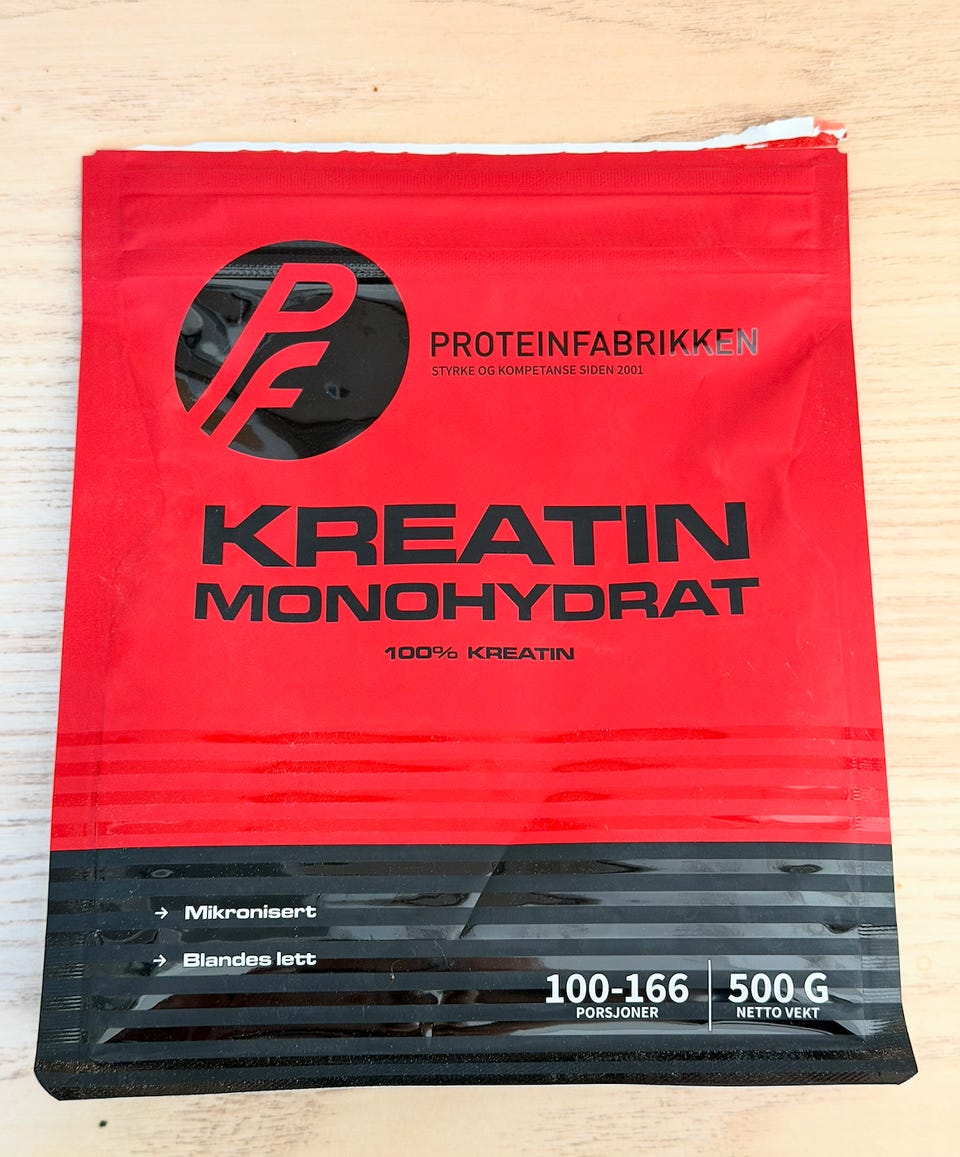 PF
PROTEINFABRIKKEN
STYRKE OG KOMPETANSE SIDEN 2001
KREATIN
MONOHYDRAT
100% KREATIN
→ Mikronisert
→ Blandes lett
100-166 PORSJONER
500 G NETTO VEKT